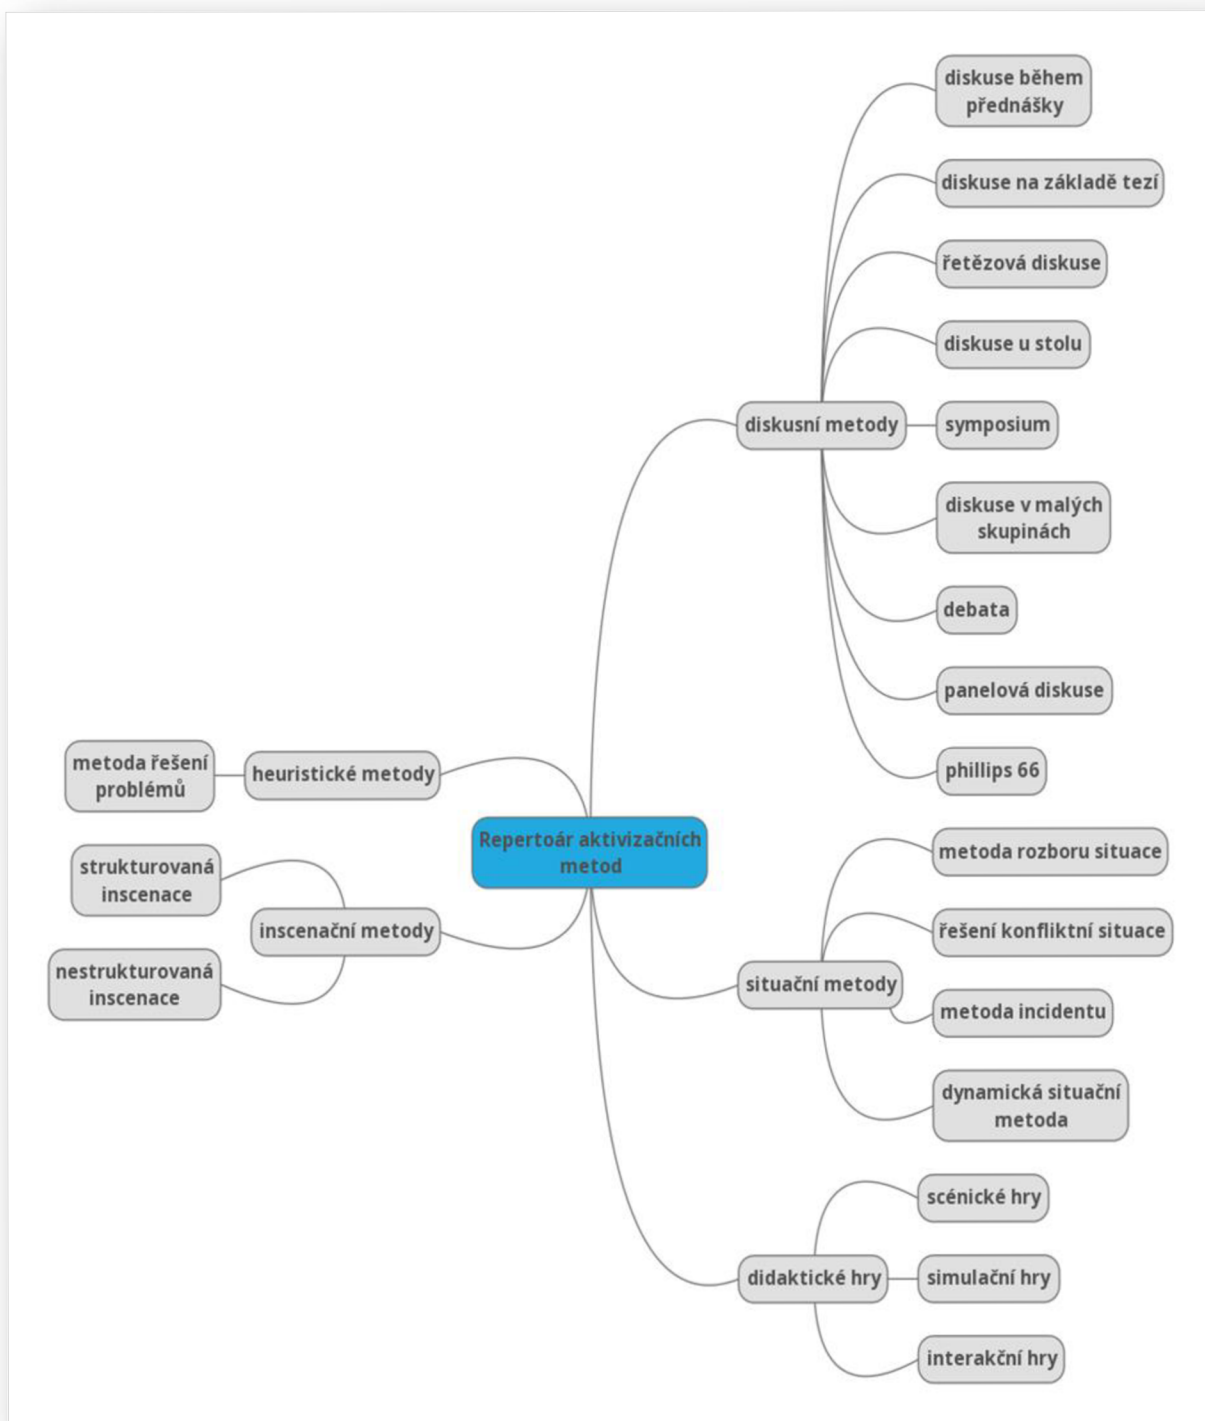 diskuse během
přednášky
diskuse na základě tezí
řetězová diskuse
diskuse u stolu
diskusní metody
symposium
diskuse v malých
skupinách
debata
panelová diskuse
phillips 66
metoda řešení
problémů
heuristické metody
Repertoár aktivizačních
metod
strukturovaná
inscenace
inscenační metody
nestrukturovaná
inscenace
metoda rozboru situace
řešení konfliktní situace
situační metody
metoda incidentu
dynamická situační
metoda
scénické hry
didaktické hry
simulační hry
interakční hry